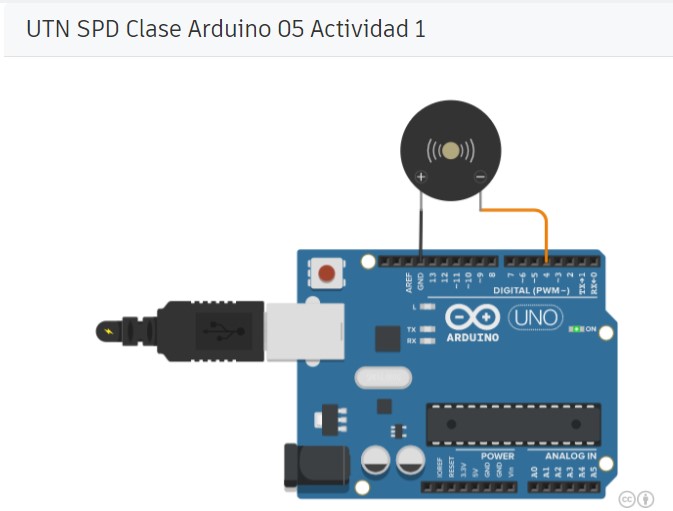 UTN SPD Clase Arduino 05 Actividad 1
+ −
AREF GND 13 12 ~11 ~10 ~9 8 7 ~6 ~5 4 ~3 2 TX→1 RX←0
DIGITAL (PWM~)
L
TX
RX
UNO
ON
ARDUINO
IOREF RESET 3.3V 5V GND GND Vin A0 A1 A2 A3 A4 A5
POWER ANALOG IN
cc